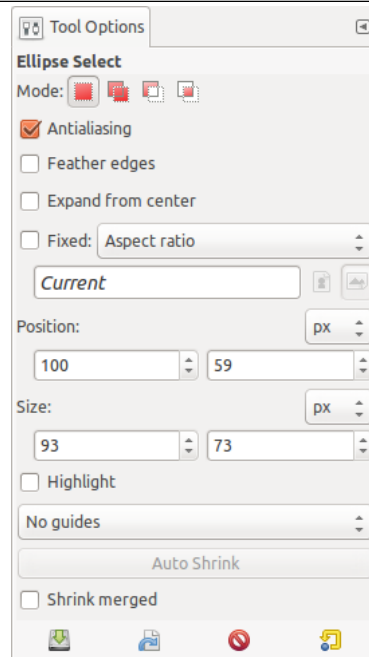 Tool Options
Ellipse Select
Mode:
Antialiasing
Feather edges
Expand from center
Fixed: Aspect ratio
Current
Position: px
100 59
Size: px
93 73
Highlight
No guides
Auto Shrink
Shrink merged